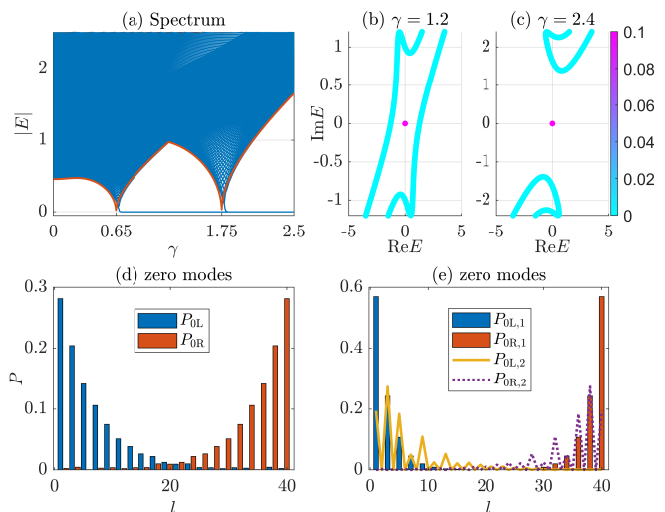 (a) Spectrum
(b) γ = 1.2
(c) γ = 2.4
|E|
2
1
0
0 0.65 1.75 2.5
γ
ImE
1
0.5
0
-0.5
-1
-5 0 5
ReE
2
1
0
-1
-2
-5 0 5
ReE
0.1
0.08
0.06
0.04
0.02
0
(d) zero modes
P
0.3
0.2
0.1
0
P0L
P0R
0 20 40
l
(e) zero modes
0.6
0.4
0.2
0
P0L,1
P0R,1
P0L,2
P0R,2
0 10 20 30 40
l